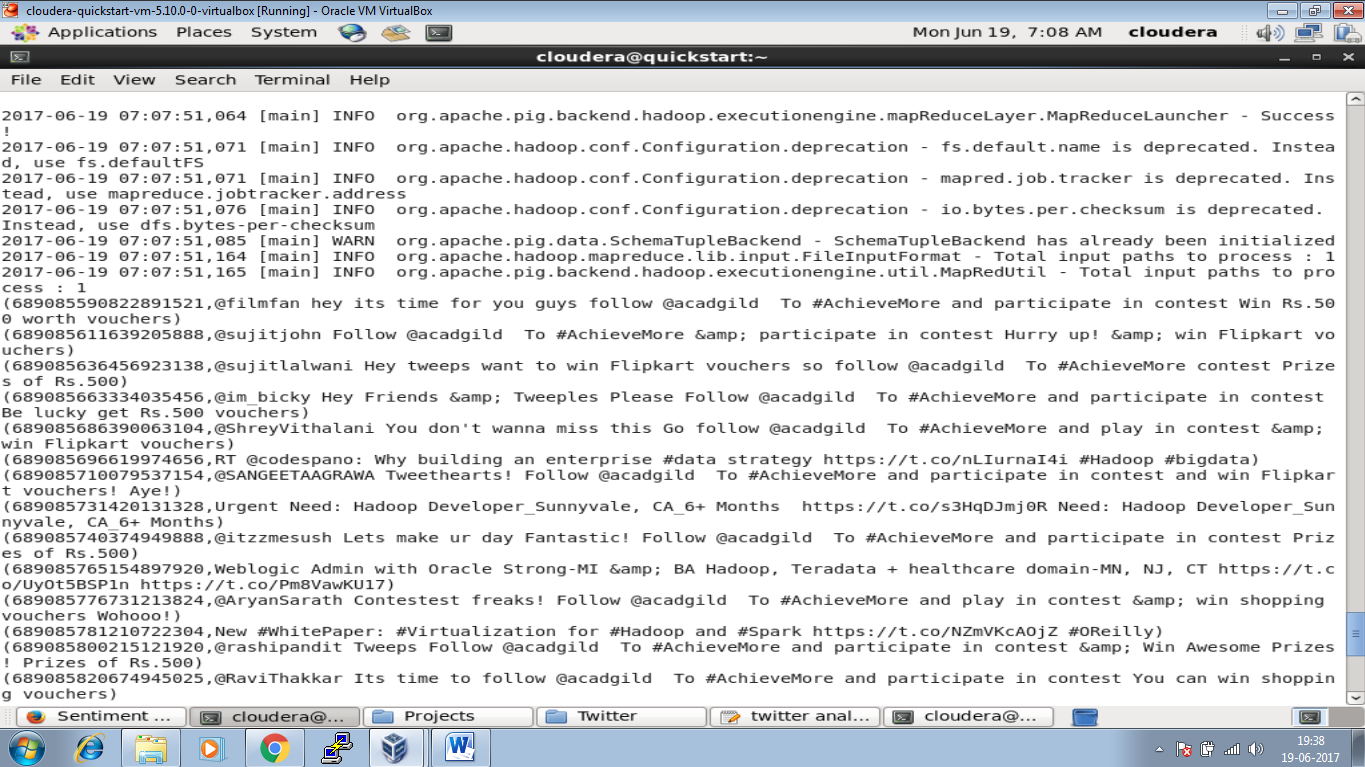 cloudera-quickstart-vm-5.10.0-0-virtualbox [Running] - Oracle VM VirtualBox
Applications Places System Mon Jun 19, 7:08 AM cloudera
cloudera@quickstart:~
File Edit View Search Terminal Help
2017-06-19 07:07:51,064 [main] INFO  org.apache.pig.backend.hadoop.executionengine.mapReduceLayer.MapReduceLauncher - Success
!
2017-06-19 07:07:51,071 [main] INFO  org.apache.hadoop.conf.Configuration.deprecation - fs.default.name is deprecated. Instea
d, use fs.defaultFS
2017-06-19 07:07:51,071 [main] INFO  org.apache.hadoop.conf.Configuration.deprecation - mapred.job.tracker is deprecated. Ins
tead, use mapreduce.jobtracker.address
2017-06-19 07:07:51,076 [main] INFO  org.apache.hadoop.conf.Configuration.deprecation - io.bytes.per.checksum is deprecated.
Instead, use dfs.bytes-per-checksum
2017-06-19 07:07:51,085 [main] WARN  org.apache.pig.data.SchemaTupleBackend - SchemaTupleBackend has already been initialized
2017-06-19 07:07:51,164 [main] INFO  org.apache.hadoop.mapreduce.lib.input.FileInputFormat - Total input paths to process : 1
2017-06-19 07:07:51,165 [main] INFO  org.apache.pig.backend.hadoop.executionengine.util.MapRedUtil - Total input paths to pro
cess : 1
(689085590822891521,@filmfan hey its time for you guys follow @acadgild  To #AchieveMore and participate in contest Win Rs.50
0 worth vouchers)
(689085611639205888,@sujitjohn Follow @acadgild  To #AchieveMore &amp; participate in contest Hurry up! &amp; win Flipkart vo
uchers)
(689085636456923138,@sujitlalwani Hey tweeps want to win Flipkart vouchers so follow @acadgild  To #AchieveMore contest Prize
s of Rs.500)
(689085663334035456,@im_bicky Hey Friends &amp; Tweeples Please Follow @acadgild  To #AchieveMore and participate in contest
Be lucky get Rs.500 vouchers)
(689085686390063104,@ShreyVithalani You don't wanna miss this Go follow @acadgild  To #AchieveMore and play in contest &amp;
win Flipkart vouchers)
(689085696619974656,RT @codespano: Why building an enterprise #data strategy https://t.co/nLIurnaI4i #Hadoop #bigdata)
(689085710079537154,@SANGEETAAGRAWA Tweethearts! Follow @acadgild  To #AchieveMore and participate in contest and win Flipkar
t vouchers! Aye!)
(689085731420131328,Urgent Need: Hadoop Developer_Sunnyvale, CA_6+ Months  https://t.co/s3HqDJmj0R Need: Hadoop Developer_Sun
nyvale, CA_6+ Months)
(689085740374949888,@itzzmesush Lets make ur day Fantastic! Follow @acadgild  To #AchieveMore and participate in contest Priz
es of Rs.500)
(689085765154897920,Weblogic Admin with Oracle Strong-MI &amp; BA Hadoop, Teradata + healthcare domain-MN, NJ, CT https://t.c
o/UyOt5BSP1n https://t.co/Pm8VawKU17)
(689085776731213824,@AryanSarath Contestest freaks! Follow @acadgild  To #AchieveMore and play in contest &amp; win shopping
vouchers Wohooo!)
(689085781210722304,New #WhitePaper: #Virtualization for #Hadoop and #Spark https://t.co/NZmVKcAOjZ #OReilly)
(689085800215121920,@rashipandit Tweeps Follow @acadgild  To #AchieveMore and participate in contest &amp; Win Awesome Prizes
! Prizes of Rs.500)
(689085820674945025,@RaviThakkar Its time to follow @acadgild  To #AchieveMore and participate in contest You can win shoppin
g vouchers)
Sentiment ... cloudera@... Projects Twitter twitter anal... cloudera@...
19:38
19-06-2017